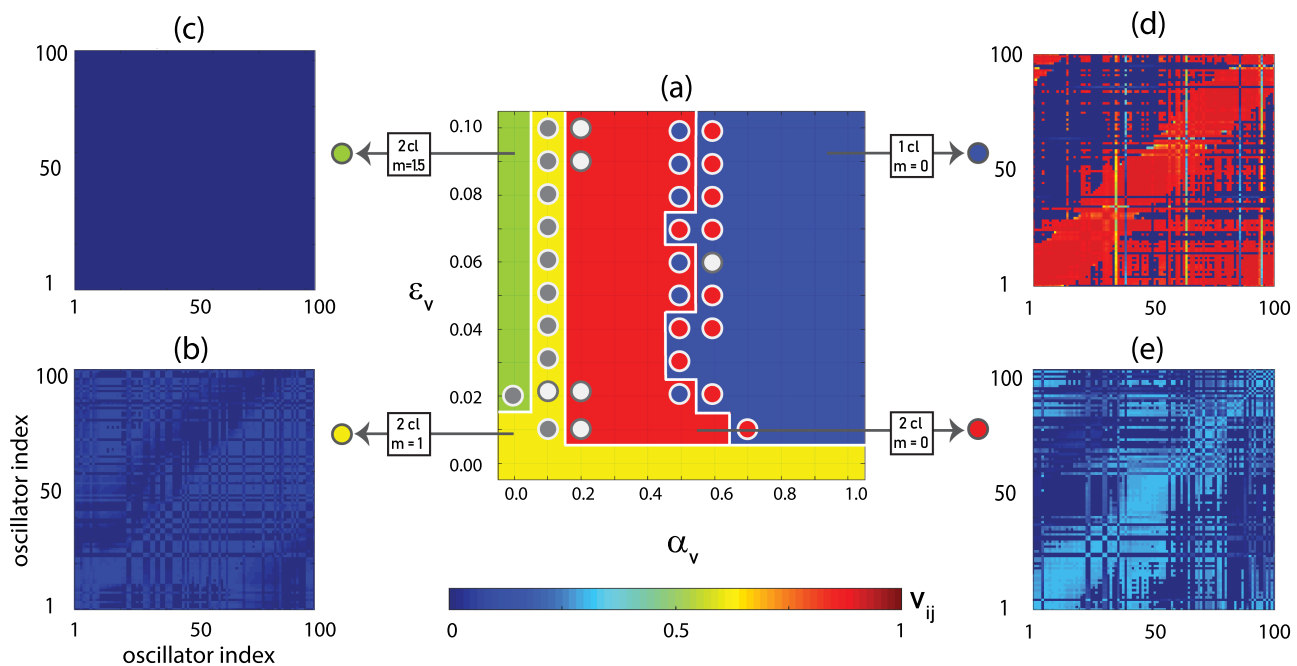 (c)
100
50
1
1
50
100
(b)
100
50
1
1
50
100
oscillator index
oscillator index
2 cl
m=1.5
2 cl
m = 1
(a)
0.10
0.08
0.06
0.04
0.02
0.00
εv
0.0
0.2
0.4
0.6
0.8
1.0
αv
0
0.5
1
vij
1 cl
m = 0
2 cl
m = 0
(d)
100
50
1
1
50
100
(e)
100
50
1
1
50
100